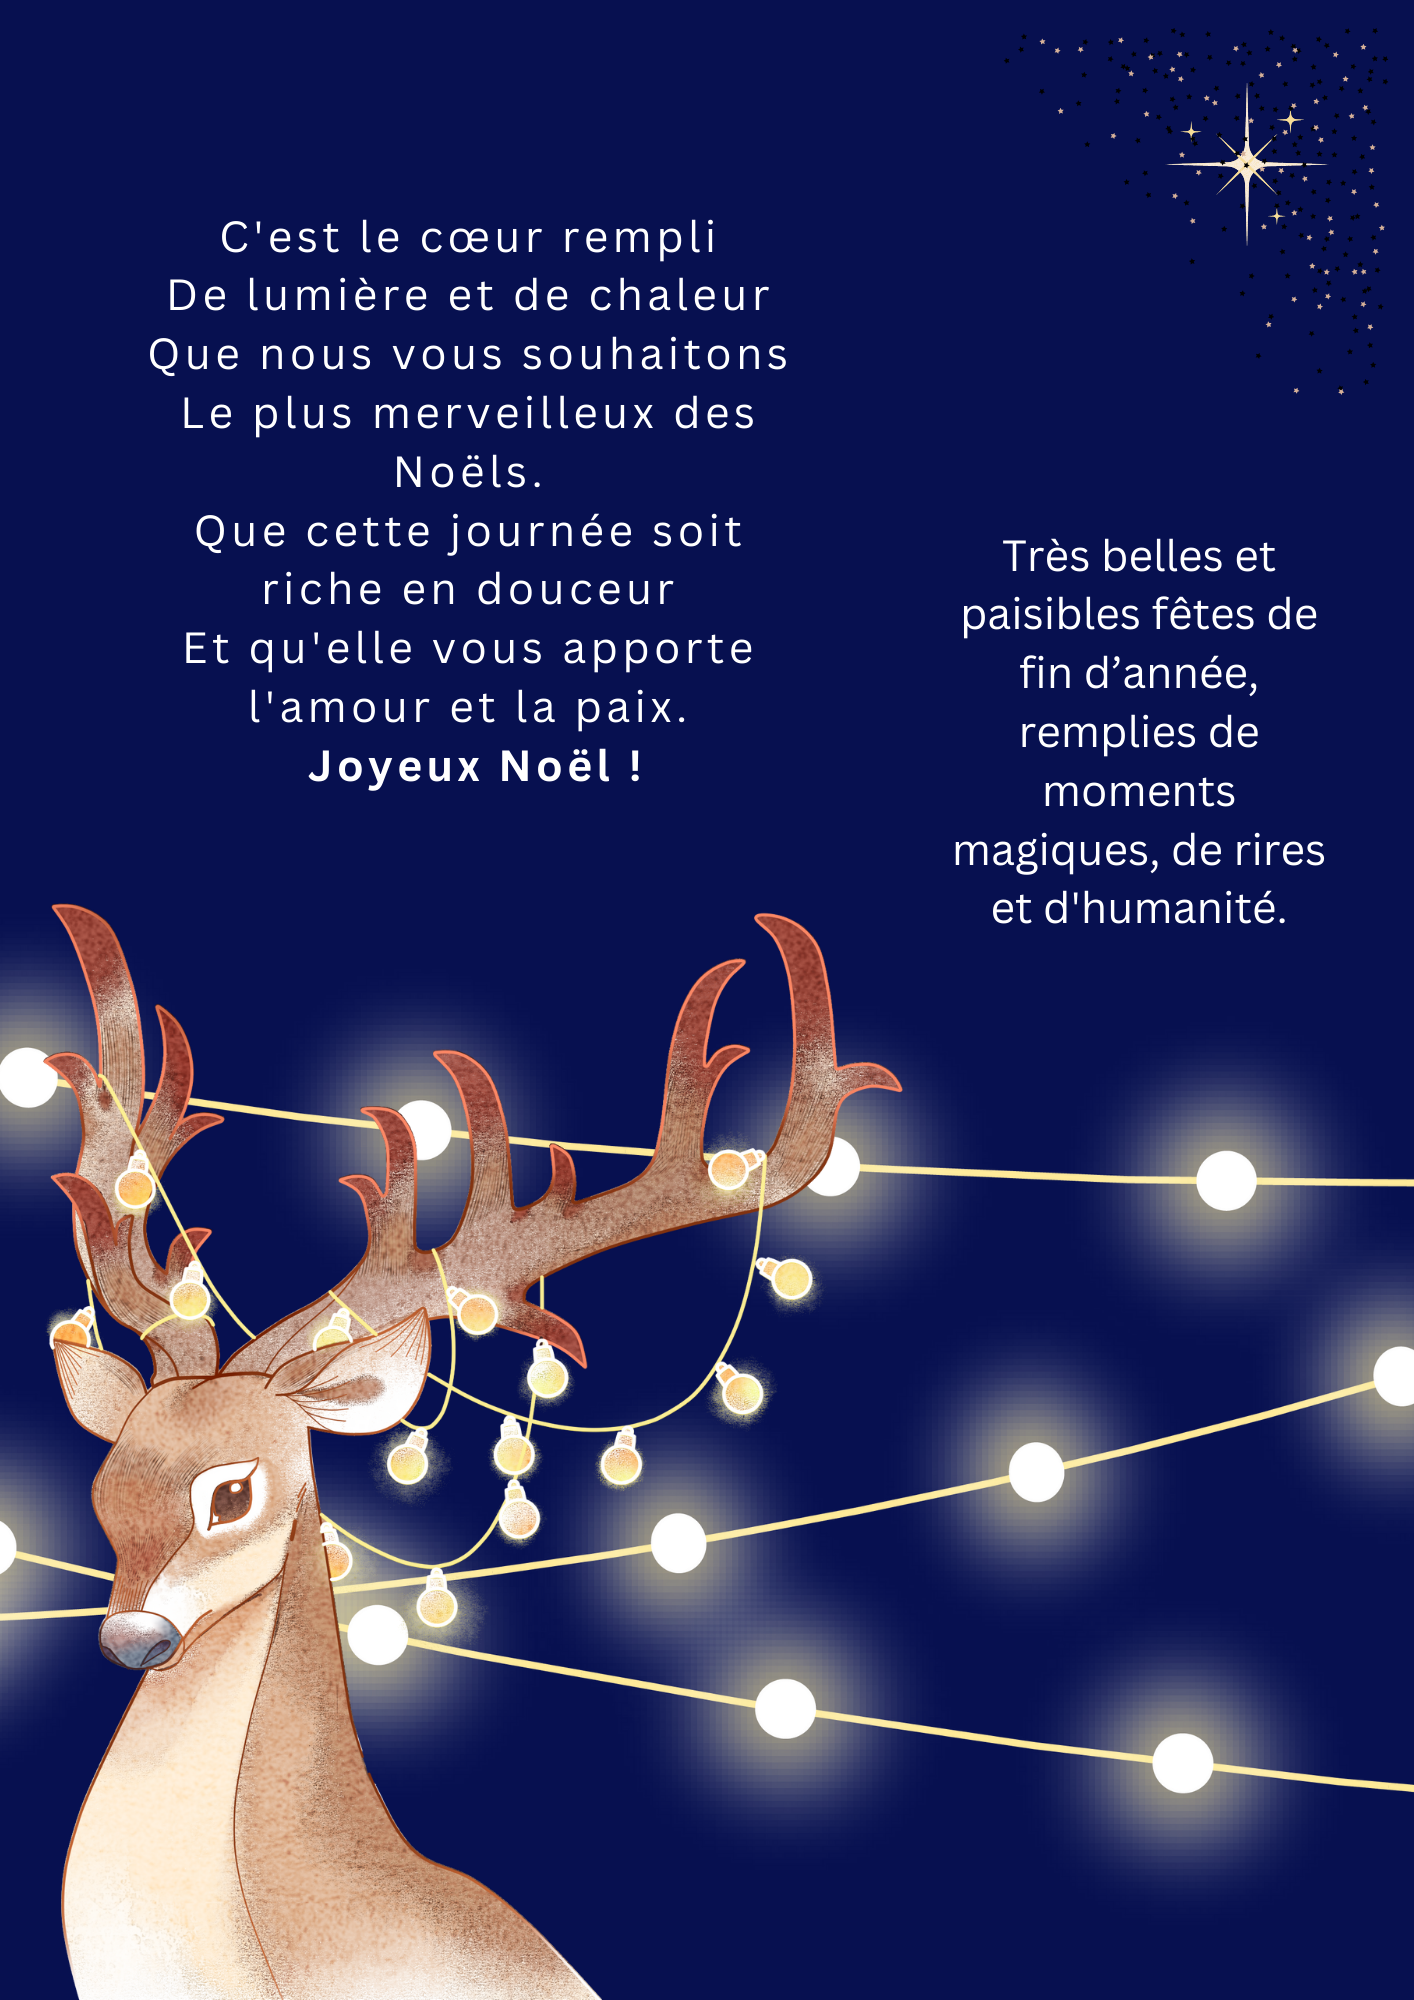 C'est le cœur rempli
De lumière et de chaleur
Que nous vous souhaitons
Le plus merveilleux des
Noëls.
Que cette journée soit
riche en douceur
Et qu'elle vous apporte
l'amour et la paix.
Joyeux Noël !
Très belles et
paisibles fêtes de
fin d’année,
remplies de
moments
magiques, de rires
et d'humanité.